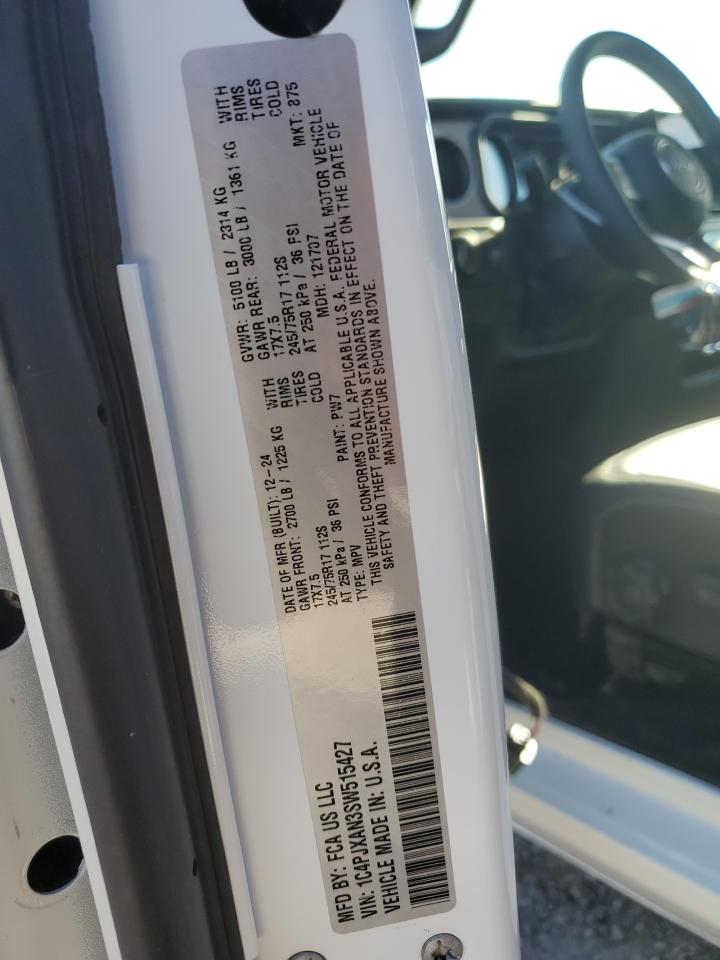 MFD BY: FCA US LLC
VIN: 1C4PJXAN3SW515427
VEHICLE MADE IN: U.S.A.
DATE OF MFR (BUILT): 12-24 GVWR: 5100 LB / 2314 KG
GAWR FRONT: 2700 LB / 1225 KG WITH GAWR REAR: 3000 LB / 1361 KG WITH
17X7.5 RIMS 17X7.5 RIMS
245/75R17 112S TIRES 245/75R17 112S TIRES
AT 250 kPa / 36 PSI COLD AT 250 kPa / 36 PSI COLD
TYPE: MPV PAINT: PW7 MDH: 121707 MKT: 875
THIS VEHICLE CONFORMS TO ALL APPLICABLE U.S.A. FEDERAL MOTOR VEHICLE
SAFETY AND THEFT PREVENTION STANDARDS IN EFFECT ON THE DATE OF
MANUFACTURE SHOWN ABOVE.